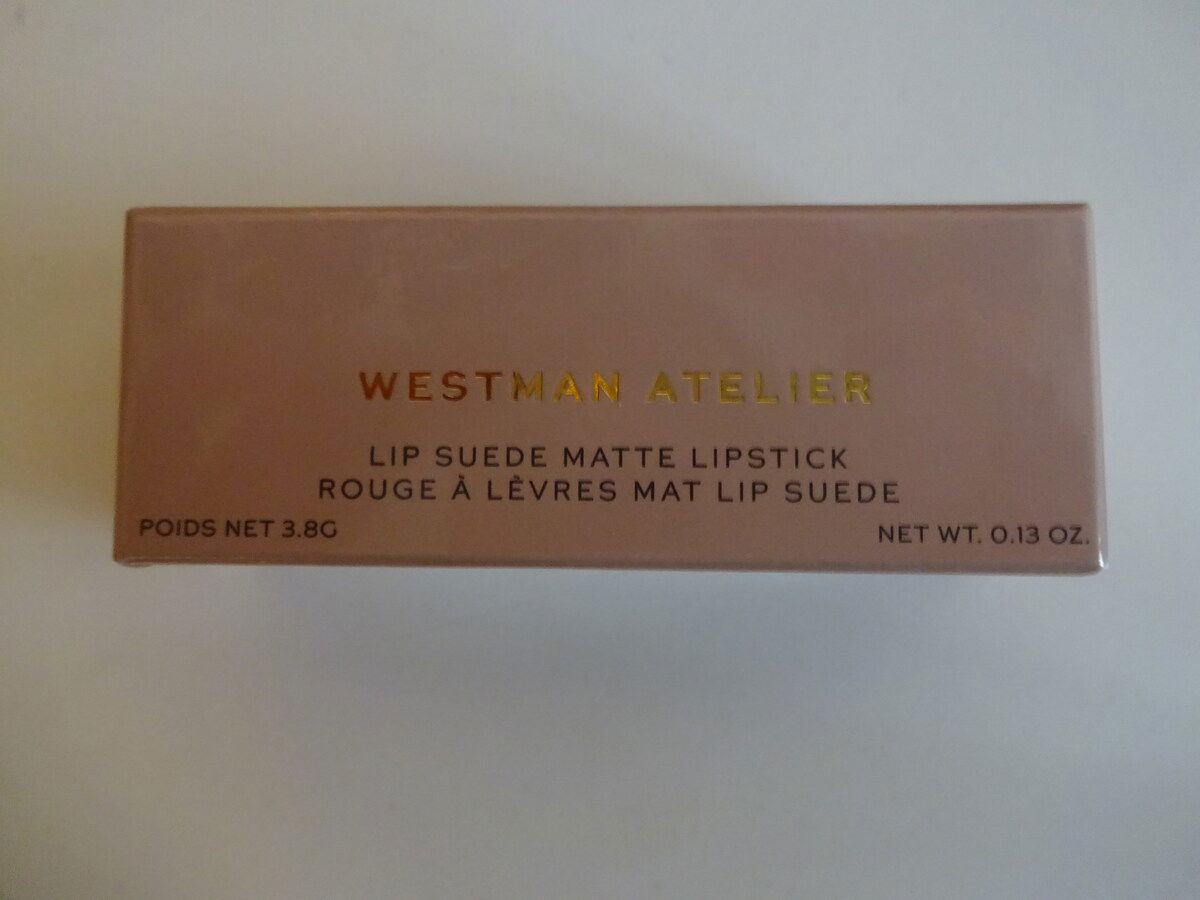 WESTMAN ATELIER
LIP SUEDE MATTE LIPSTICK
ROUGE À LÈVRES MAT LIP SUEDE
POIDS NET 3.8G
NET WT. 0.13 OZ.